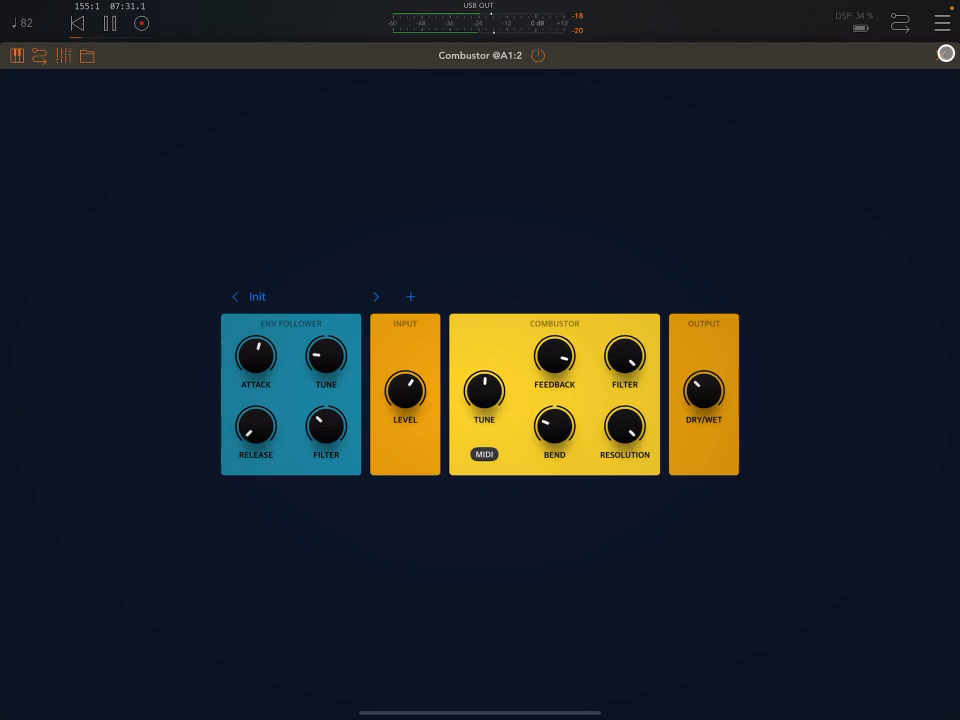 155:1 07:31.1
♩82
USB OUT
-60 -48 -36 -24 -12 0 dB +12
-18
-20
DSP: 34 %
Combustor @A1:2
Init
ENV FOLLOWER
ATTACK TUNE
RELEASE FILTER
INPUT
LEVEL
COMBUSTOR
TUNE
FEEDBACK FILTER
MIDI
BEND RESOLUTION
OUTPUT
DRY/WET